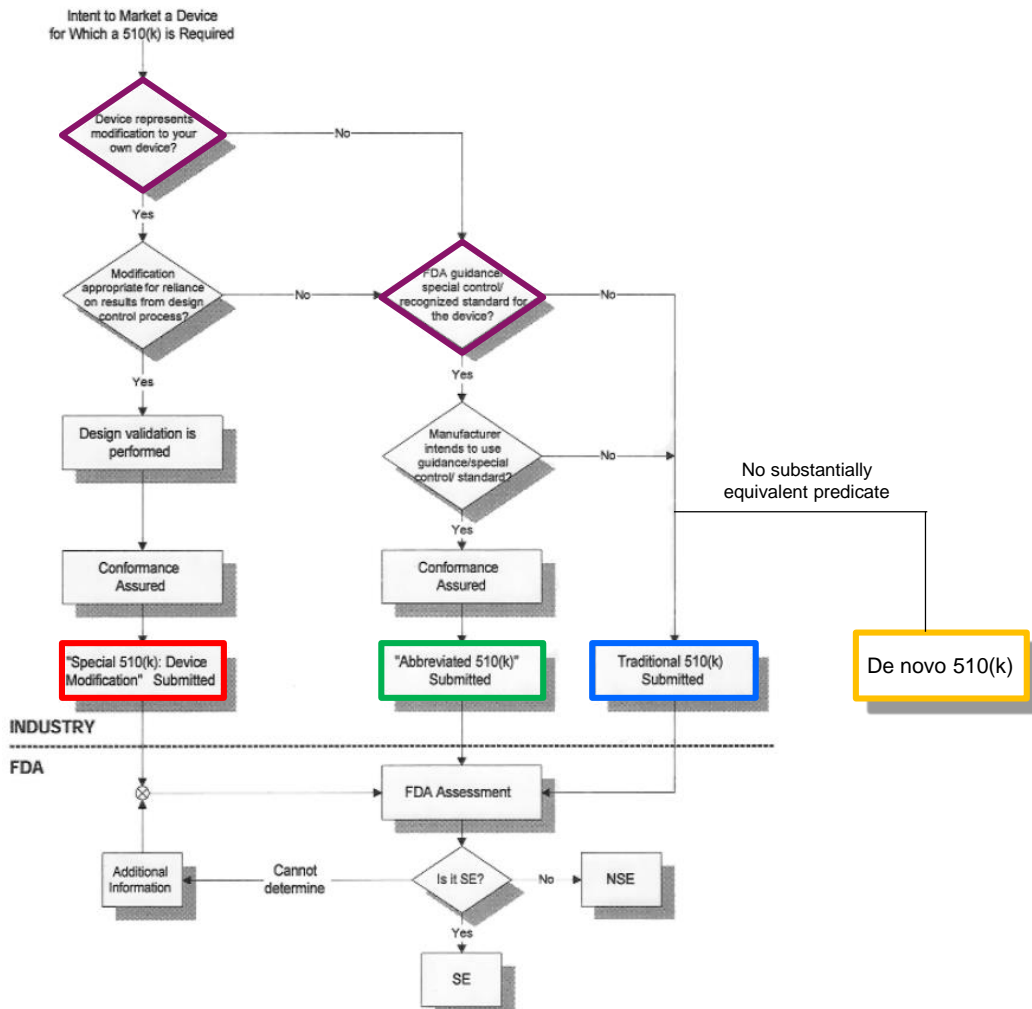 Intent to Market a Device
for Which a 510(k) is Required
Device represents
modification to your
own device?
No
Yes
Modification
appropriate for reliance
on results from design
control process?
No
FDA guidance/
special control/
recognized standard for
the device?
No
Yes
Yes
Design validation is
performed
Manufacturer
intends to use
guidance/special
control/ standard?
No
No substantially
equivalent predicate
Yes
Conformance
Assured
Conformance
Assured
"Special 510(k): Device
Modification" Submitted
"Abbreviated 510(k)"
Submitted
Traditional 510(k)
Submitted
De novo 510(k)
INDUSTRY
FDA
FDA Assessment
Additional
Information
Cannot
determine
Is it SE?
No
NSE
Yes
SE